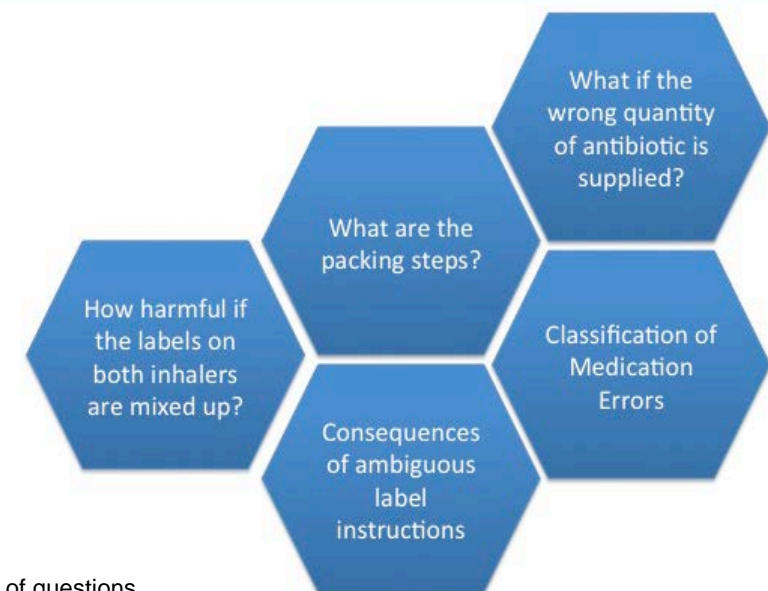 What if the
wrong quantity
of antibiotic is
supplied?
What are the
packing steps?
How harmful if
the labels on
both inhalers
are mixed up?
Classification of
Medication
Errors
Consequences
of ambiguous
label
instructions
of questions